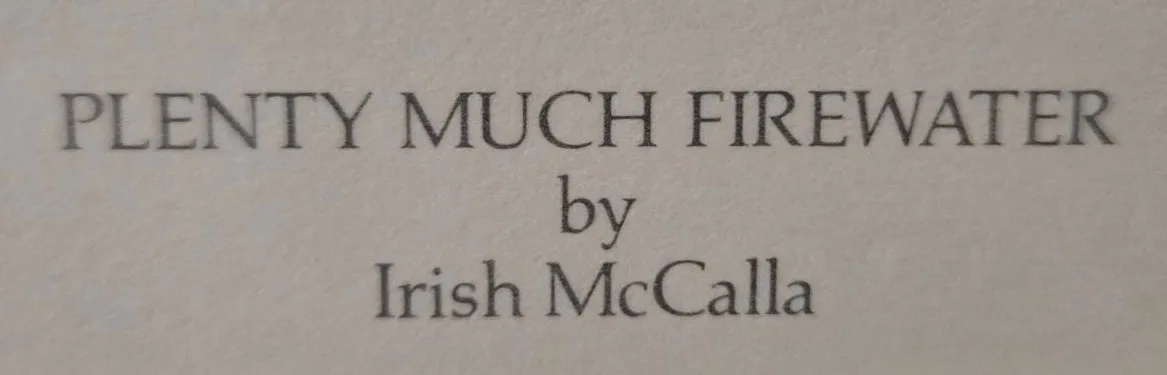 PLENTY MUCH FIREWATER
by
Irish McCalla